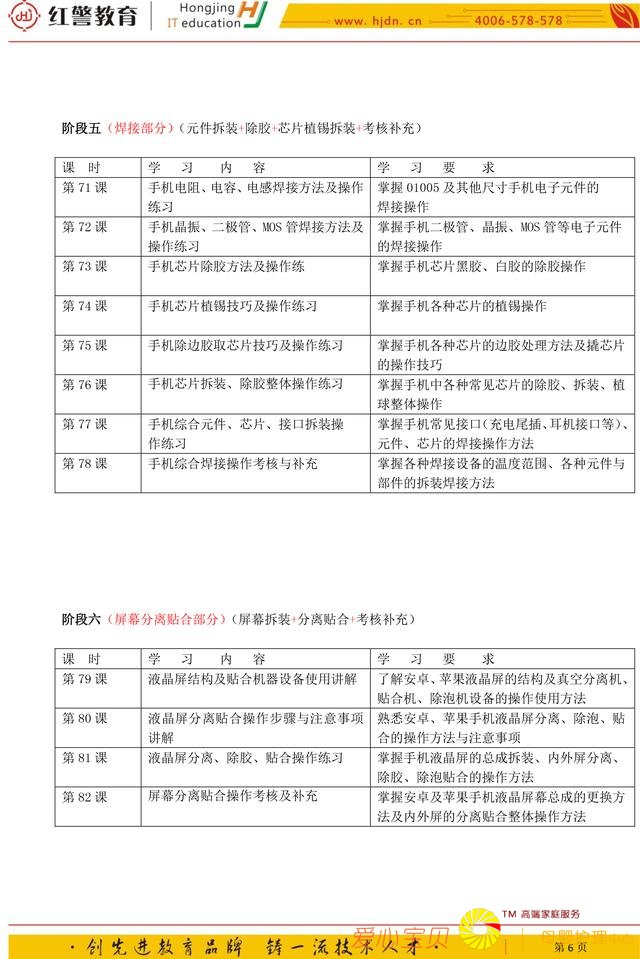 红警教育 Hongjing IT education www. hjdn. cn 4006-578-578
阶段五（焊接部分）（元件拆装+除胶+芯片植锡拆装+考核补充）
课 时 学 习 内 容 学 习 要 求
第 71 课 手机电阻、电容、电感焊接方法及操作 掌握 01005 及其他尺寸手机电子元件的
练习 焊接操作
第 72 课 手机晶振、二极管、MOS 管焊接方法及 掌握手机二极管、晶振、MOS 管等电子元件
操作练习 的焊接操作
第 73 课 手机芯片除胶方法及操作练 掌握手机芯片黑胶、白胶的除胶操作
第 74 课 手机芯片植锡技巧及操作练习 掌握手机各种芯片的植锡操作
第 75 课 手机除边胶取芯片技巧及操作练习 掌握手机各种芯片的边胶处理方法及撬芯片
的操作技巧
第 76 课 手机芯片拆装、除胶整体操作练习 掌握手机中各种常见芯片的除胶、拆装、植
球整体操作
第 77 课 手机综合元件、芯片、接口拆装操 掌握手机常见接口（充电尾插、耳机接口等）、
作练习 元件、芯片的焊接操作方法
第 78 课 手机综合焊接操作考核与补充 掌握各种焊接设备的温度范围、各种元件与
部件的拆装焊接方法
阶段六（屏幕分离贴合部分）（屏幕拆装+分离贴合+考核补充）
课 时 学 习 内 容 学 习 要 求
第 79 课 液晶屏结构及贴合机器设备使用讲解 了解安卓、苹果液晶屏的结构及真空分离机、
贴合机、除泡机设备的操作使用方法
第 80 课 液晶屏分离贴合操作步骤与注意事项 熟悉安卓、苹果手机液晶屏分离、除泡、贴
讲解 合的操作方法与注意事项
第 81 课 液晶屏分离、除胶、贴合操作练习 掌握手机液晶屏的总成拆装、内外屏分离、
除胶、除泡贴合的操作方法
第 82 课 屏幕分离贴合操作考核及补充 掌握安卓及苹果手机液晶屏幕总成的更换方
法及内外屏的分离贴合整体操作方法
TM 高端家庭服务
爱心宝贝 母婴护理中心
·创先进教育品牌 铸一流技术人才· 第 6 页